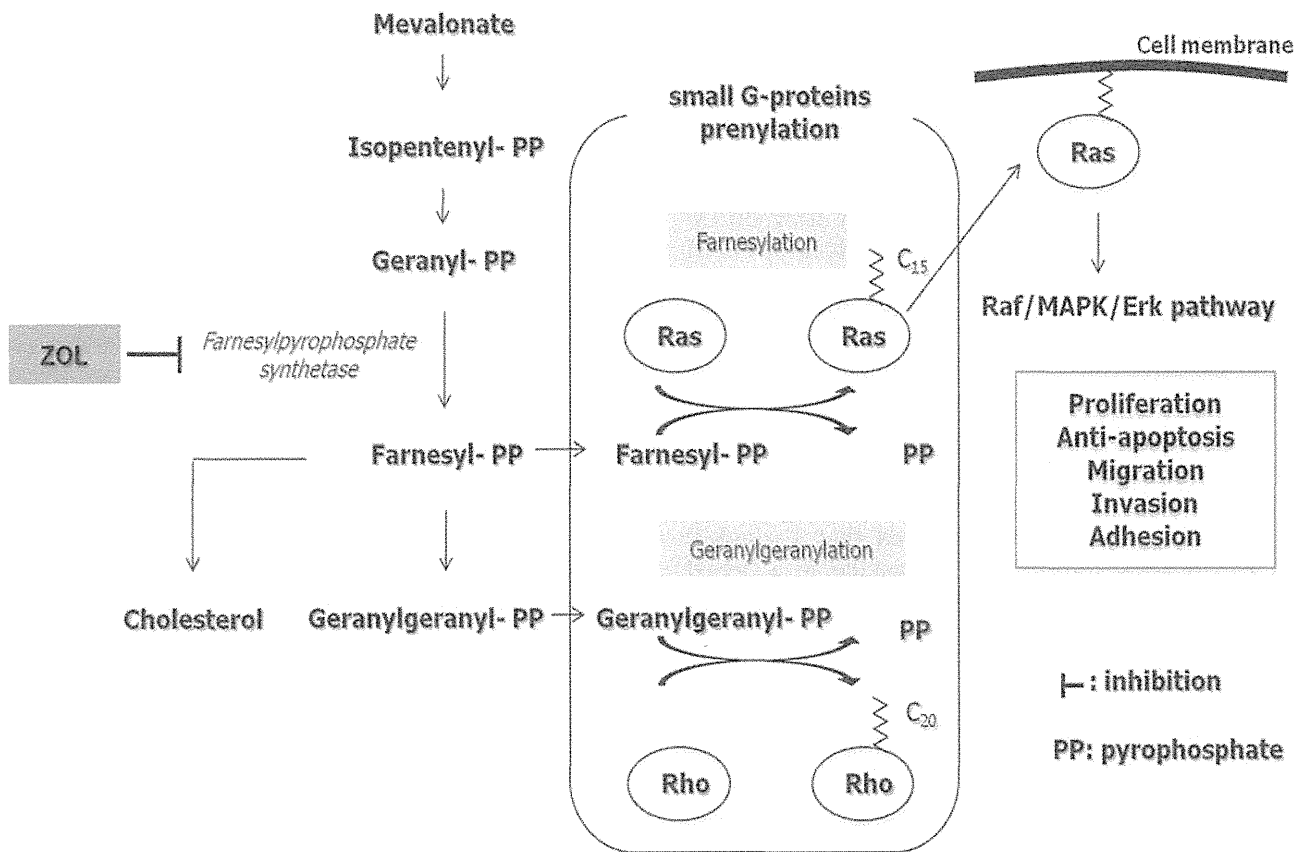 Mevalonate
Isopentenyl- PP
Geranyl- PP
ZOL
Farnesylpyrophosphate
synthetase
Farnesyl- PP
Cholesterol
Geranylgeranyl- PP
small G-proteins
prenylation
Farnesylation
C15
Ras
Ras
Farnesyl- PP
PP
Geranylgeranylation
Geranylgeranyl- PP
PP
C20
Rho
Rho
Cell membrane
Ras
Raf/MAPK/Erk pathway
Proliferation
Anti-apoptosis
Migration
Invasion
Adhesion
: inhibition
PP: pyrophosphate